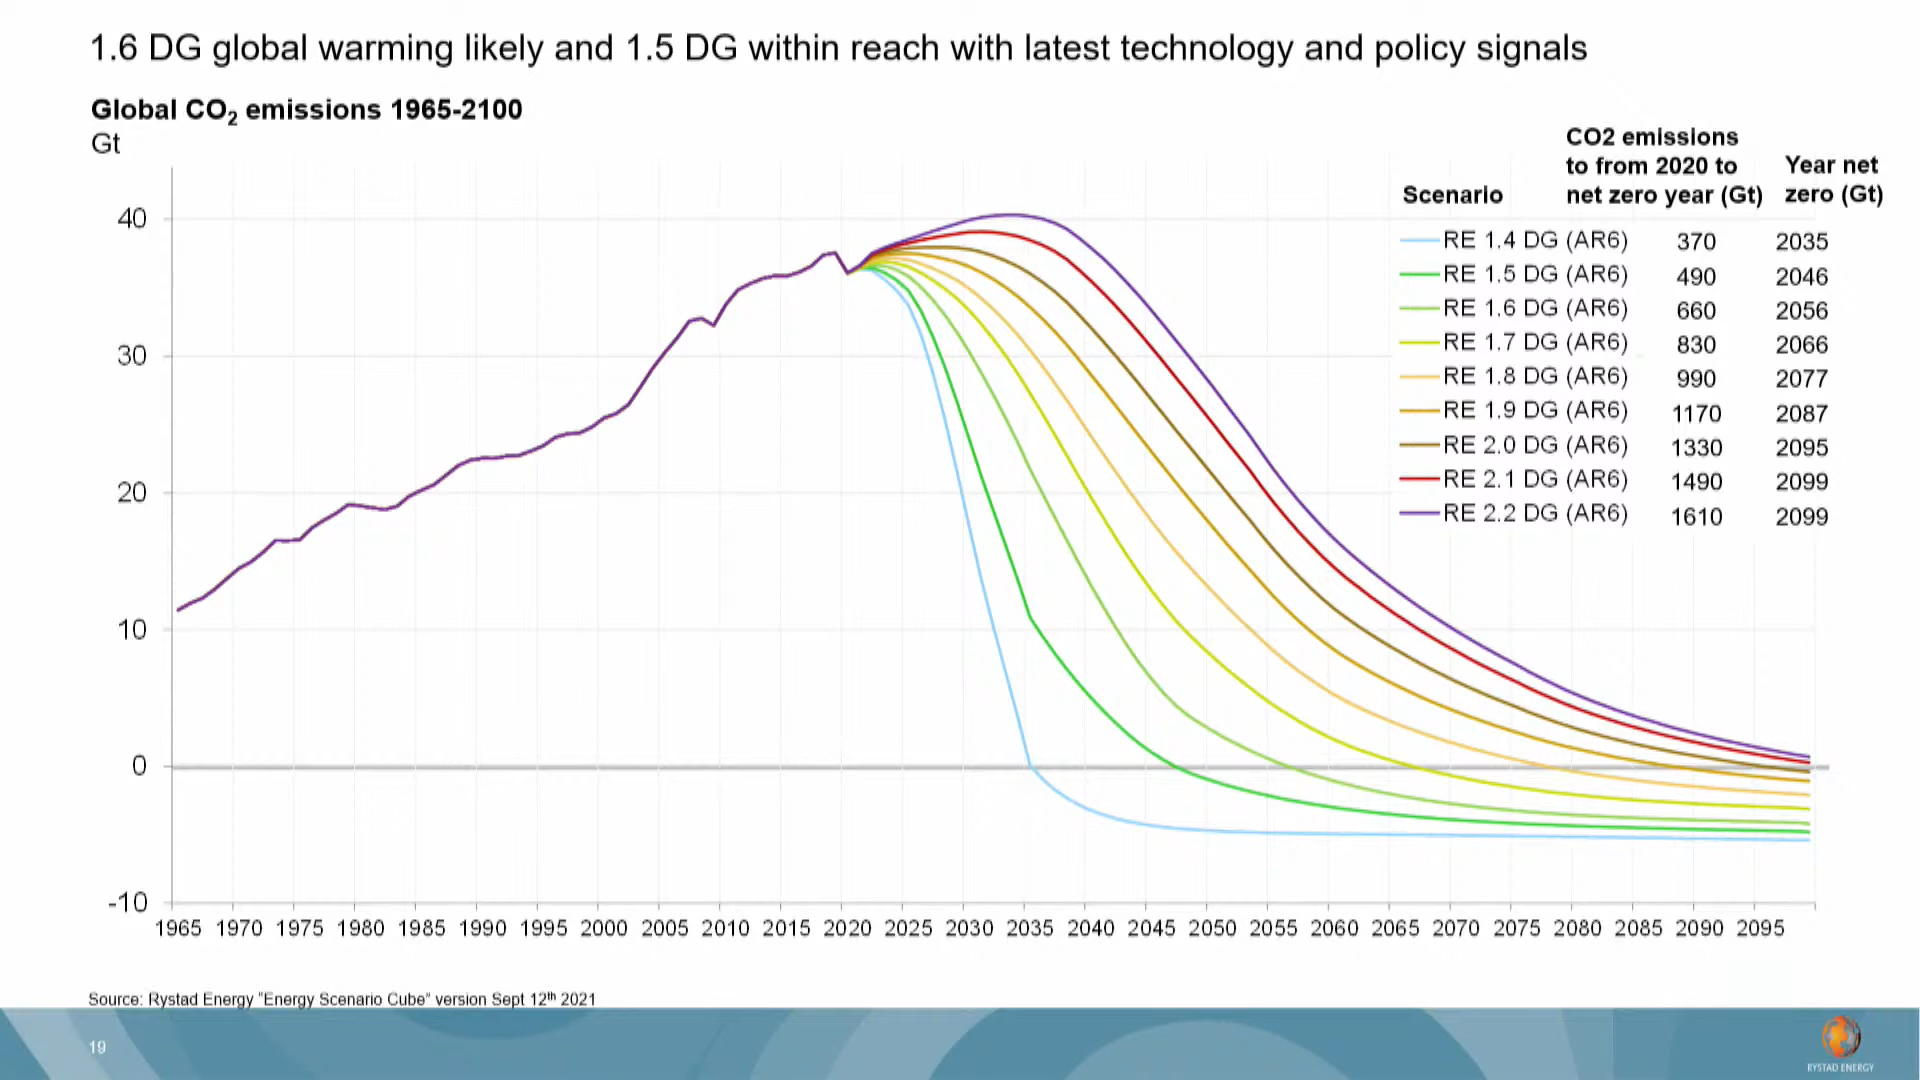 1.6 DG global warming likely and 1.5 DG within reach with latest technology and policy signals
Global CO₂ emissions 1965-2100
Gt
CO2 emissions
to from 2020 to
net zero year (Gt)
Year net
zero (Gt)
Scenario
RE 1.4 DG (AR6) 370 2035
RE 1.5 DG (AR6) 490 2046
RE 1.6 DG (AR6) 660 2056
RE 1.7 DG (AR6) 830 2066
RE 1.8 DG (AR6) 990 2077
RE 1.9 DG (AR6) 1170 2087
RE 2.0 DG (AR6) 1330 2095
RE 2.1 DG (AR6) 1490 2099
RE 2.2 DG (AR6) 1610 2099
40
30
20
10
0
-10
1965 1970 1975 1980 1985 1990 1995 2000 2005 2010 2015 2020 2025 2030 2035 2040 2045 2050 2055 2060 2065 2070 2075 2080 2085 2090 2095
Source: Rystad Energy "Energy Scenario Cube" version Sept 12th 2021
19
RYSTAD ENERGY